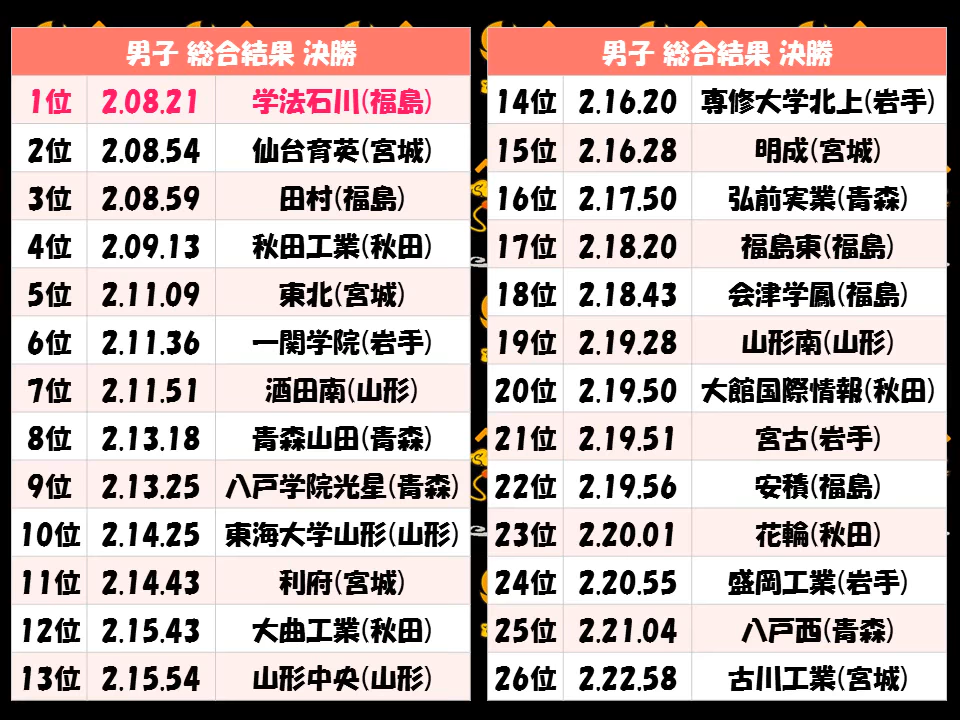 男子 総合結果 決勝
1位 2.08.21 学法石川(福島)
2位 2.08.54 仙台育英(宮城)
3位 2.08.59 田村(福島)
4位 2.09.13 秋田工業(秋田)
5位 2.11.09 東北(宮城)
6位 2.11.36 一関学院(岩手)
7位 2.11.51 酒田南(山形)
8位 2.13.18 青森山田(青森)
9位 2.13.25 八戸学院光星(青森)
10位 2.14.25 東海大学山形(山形)
11位 2.14.43 利府(宮城)
12位 2.15.43 大曲工業(秋田)
13位 2.15.54 山形中央(山形)
男子 総合結果 決勝
14位 2.16.20 専修大学北上(岩手)
15位 2.16.28 明成(宮城)
16位 2.17.50 弘前実業(青森)
17位 2.18.20 福島東(福島)
18位 2.18.43 会津学鳳(福島)
19位 2.19.28 山形南(山形)
20位 2.19.50 大館国際情報(秋田)
21位 2.19.51 宮古(岩手)
22位 2.19.56 安積(福島)
23位 2.20.01 花輪(秋田)
24位 2.20.55 盛岡工業(岩手)
25位 2.21.04 八戸西(青森)
26位 2.22.58 古川工業(宮城)